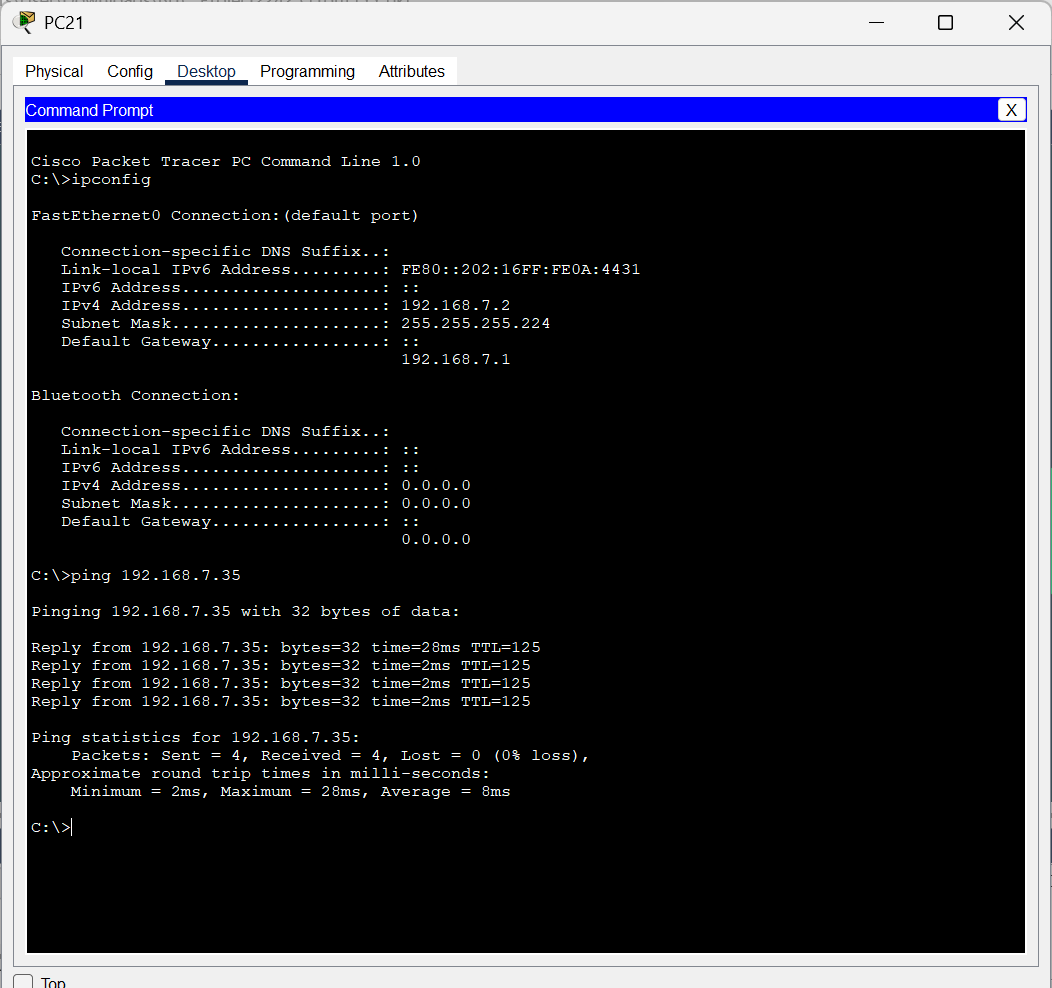 PC21
Physical Config Desktop Programming Attributes
Command Prompt
X
Cisco Packet Tracer PC Command Line 1.0
C:\>ipconfig
FastEthernet0 Connection:(default port)
Connection-specific DNS Suffix..:
Link-local IPv6 Address.........: FE80::202:16FF:FE0A:4431
IPv6 Address....................: ::
IPv4 Address....................: 192.168.7.2
Subnet Mask.....................: 255.255.255.224
Default Gateway.................: ::
192.168.7.1
Bluetooth Connection:
Connection-specific DNS Suffix..:
Link-local IPv6 Address.........: ::
IPv6 Address....................: ::
IPv4 Address....................: 0.0.0.0
Subnet Mask.....................: 0.0.0.0
Default Gateway.................: ::
0.0.0.0
C:\>ping 192.168.7.35
Pinging 192.168.7.35 with 32 bytes of data:
Reply from 192.168.7.35: bytes=32 time=28ms TTL=125
Reply from 192.168.7.35: bytes=32 time=2ms TTL=125
Reply from 192.168.7.35: bytes=32 time=2ms TTL=125
Reply from 192.168.7.35: bytes=32 time=2ms TTL=125
Ping statistics for 192.168.7.35:
Packets: Sent = 4, Received = 4, Lost = 0 (0% loss),
Approximate round trip times in milli-seconds:
Minimum = 2ms, Maximum = 28ms, Average = 8ms
C:\>
Top